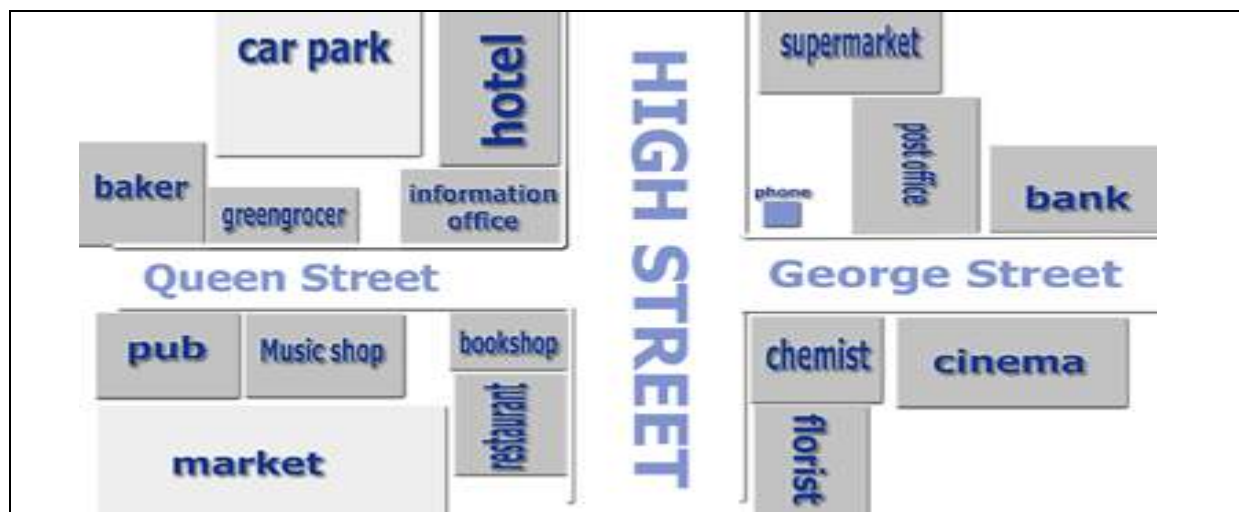 car park
hotel
HIGH STREET
supermarket
post office
phone
bank
baker
greengrocer
information
office
Queen Street
George Street
pub
Music shop
bookshop
restaurant
market
chemist
cinema
florist